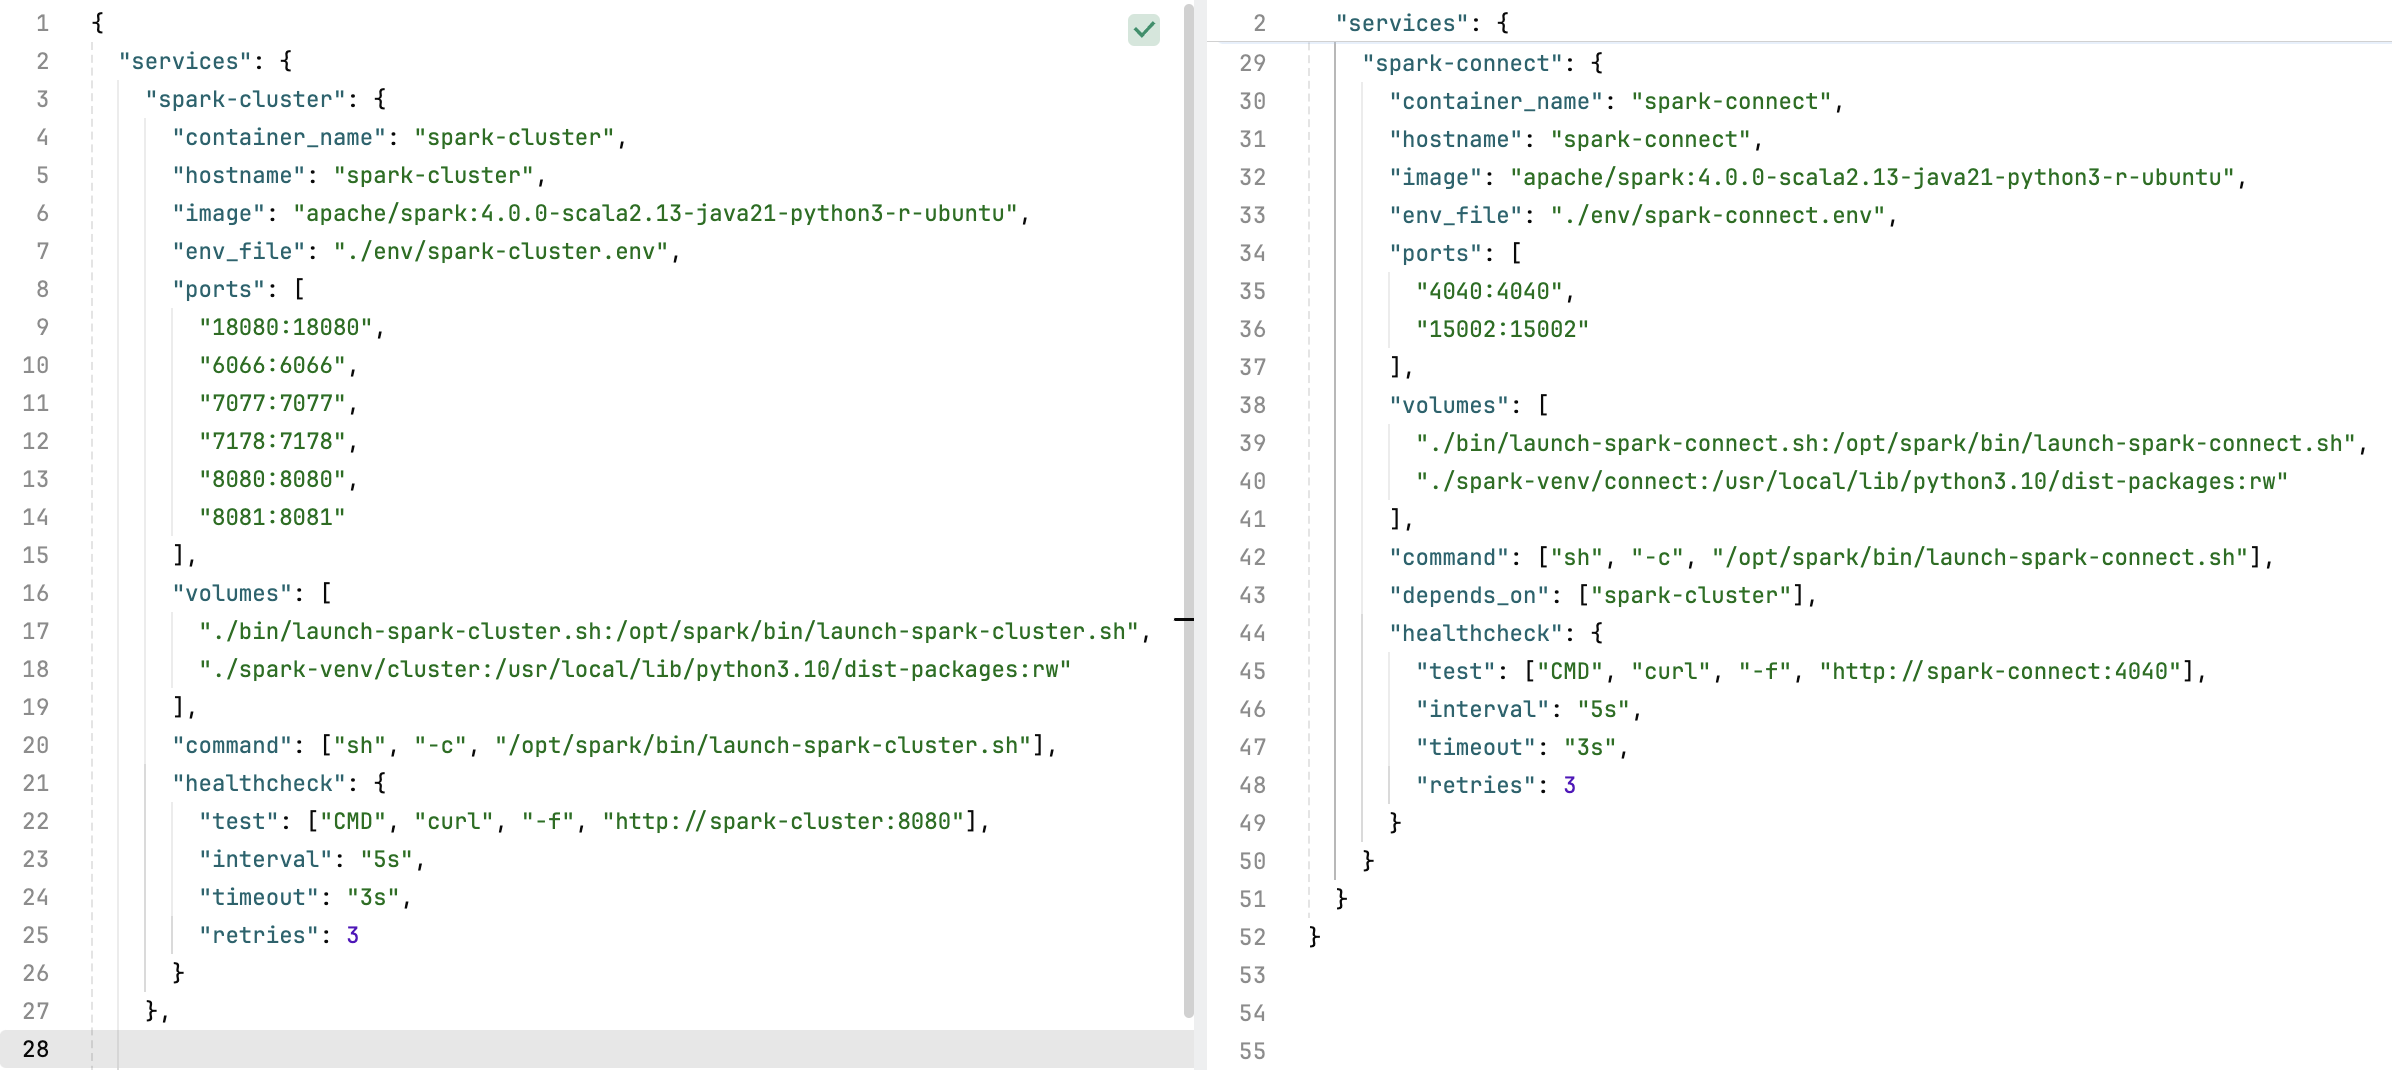 1 {
2 "services": {
3 "spark-cluster": {
4 "container_name": "spark-cluster",
5 "hostname": "spark-cluster",
6 "image": "apache/spark:4.0.0-scala2.13-java21-python3-r-ubuntu",
7 "env_file": "./env/spark-cluster.env",
8 "ports": [
9 "18080:18080",
10 "6066:6066",
11 "7077:7077",
12 "7178:7178",
13 "8080:8080",
14 "8081:8081"
15 ],
16 "volumes": [
17 "./bin/launch-spark-cluster.sh:/opt/spark/bin/launch-spark-cluster.sh",
18 "./spark-venv/cluster:/usr/local/lib/python3.10/dist-packages:rw"
19 ],
20 "command": ["sh", "-c", "/opt/spark/bin/launch-spark-cluster.sh"],
21 "healthcheck": {
22 "test": ["CMD", "curl", "-f", "http://spark-cluster:8080"],
23 "interval": "5s",
24 "timeout": "3s",
25 "retries": 3
26 }
27 },
28
2 "services": {
29 "spark-connect": {
30 "container_name": "spark-connect",
31 "hostname": "spark-connect",
32 "image": "apache/spark:4.0.0-scala2.13-java21-python3-r-ubuntu",
33 "env_file": "./env/spark-connect.env",
34 "ports": [
35 "4040:4040",
36 "15002:15002"
37 ],
38 "volumes": [
39 "./bin/launch-spark-connect.sh:/opt/spark/bin/launch-spark-connect.sh",
40 "./spark-venv/connect:/usr/local/lib/python3.10/dist-packages:rw"
41 ],
42 "command": ["sh", "-c", "/opt/spark/bin/launch-spark-connect.sh"],
43 "depends_on": ["spark-cluster"],
44 "healthcheck": {
45 "test": ["CMD", "curl", "-f", "http://spark-connect:4040"],
46 "interval": "5s",
47 "timeout": "3s",
48 "retries": 3
49 }
50 }
51 }
52 }
53
54
55